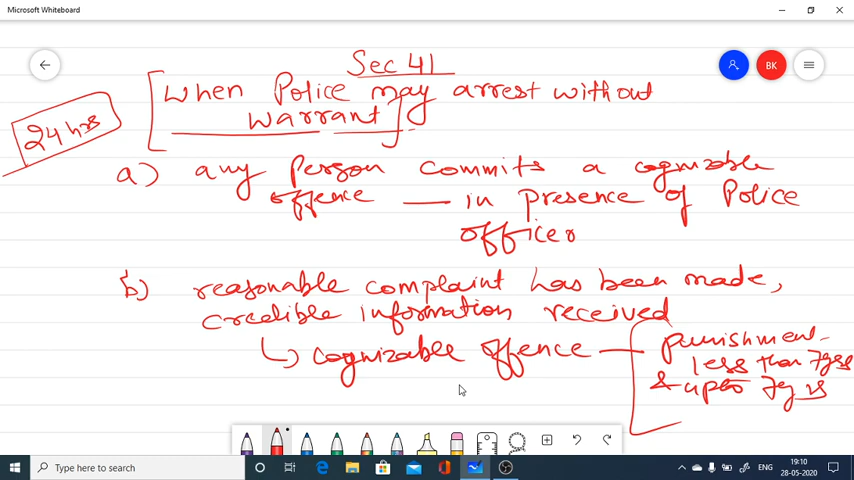 Microsoft Whiteboard
BK
Sec 41
When Police may arrest without
warrant
24 hrs
a) any Person commits a cognizable
offence — in presence of Police
officer
b) reasonable complaint has been made,
credible information received
↳ cognizable offence — punishment
less than 7yrs
& upto 7yrs
Type here to search
ENG
19:10
28-05-2020